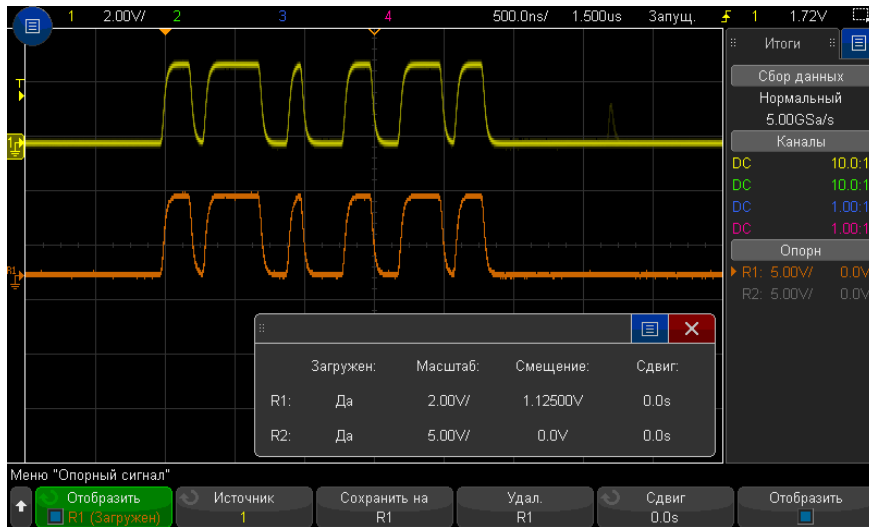 1 2.00V/ 2 3 4 500.0ns/ 1.500us Запущ. 1 1.72V
Итоги
Сбор данных
Нормальный
5.00GSa/s
Каналы
DC 10.0:1
DC 10.0:1
DC 1.00:1
DC 1.00:1
Опорн
R1: 5.00V/ 0.0V
R2: 5.00V/ 0.0V
T
1
R1
Загружен: Масштаб: Смещение: Сдвиг:
R1: Да 2.00V/ 1.12500V 0.0s
R2: Да 5.00V/ 0.0V 0.0s
Меню "Опорный сигнал"
Отобразить Источник Сохранить на Удал. Сдвиг Отобразить
R1 (Загружен) 1 R1 R1 0.0s